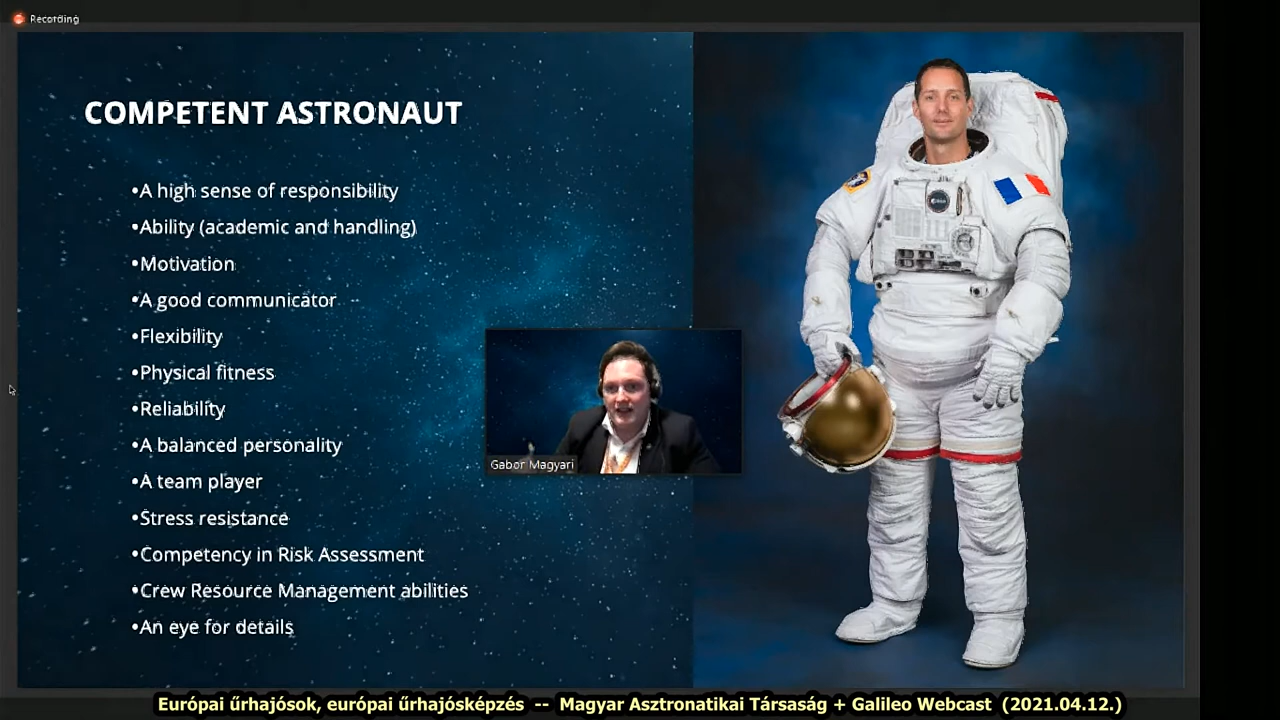 Recording
COMPETENT ASTRONAUT
•A high sense of responsibility
•Ability (academic and handling)
•Motivation
•A good communicator
•Flexibility
•Physical fitness
•Reliability
•A balanced personality
•A team player
•Stress resistance
•Competency in Risk Assessment
•Crew Resource Management abilities
•An eye for details
Gabor Magyari
Európai űrhajósok, európai űrhajósképzés -- Magyar Asztronatikai Társaság + Galileo Webcast (2021.04.12.)